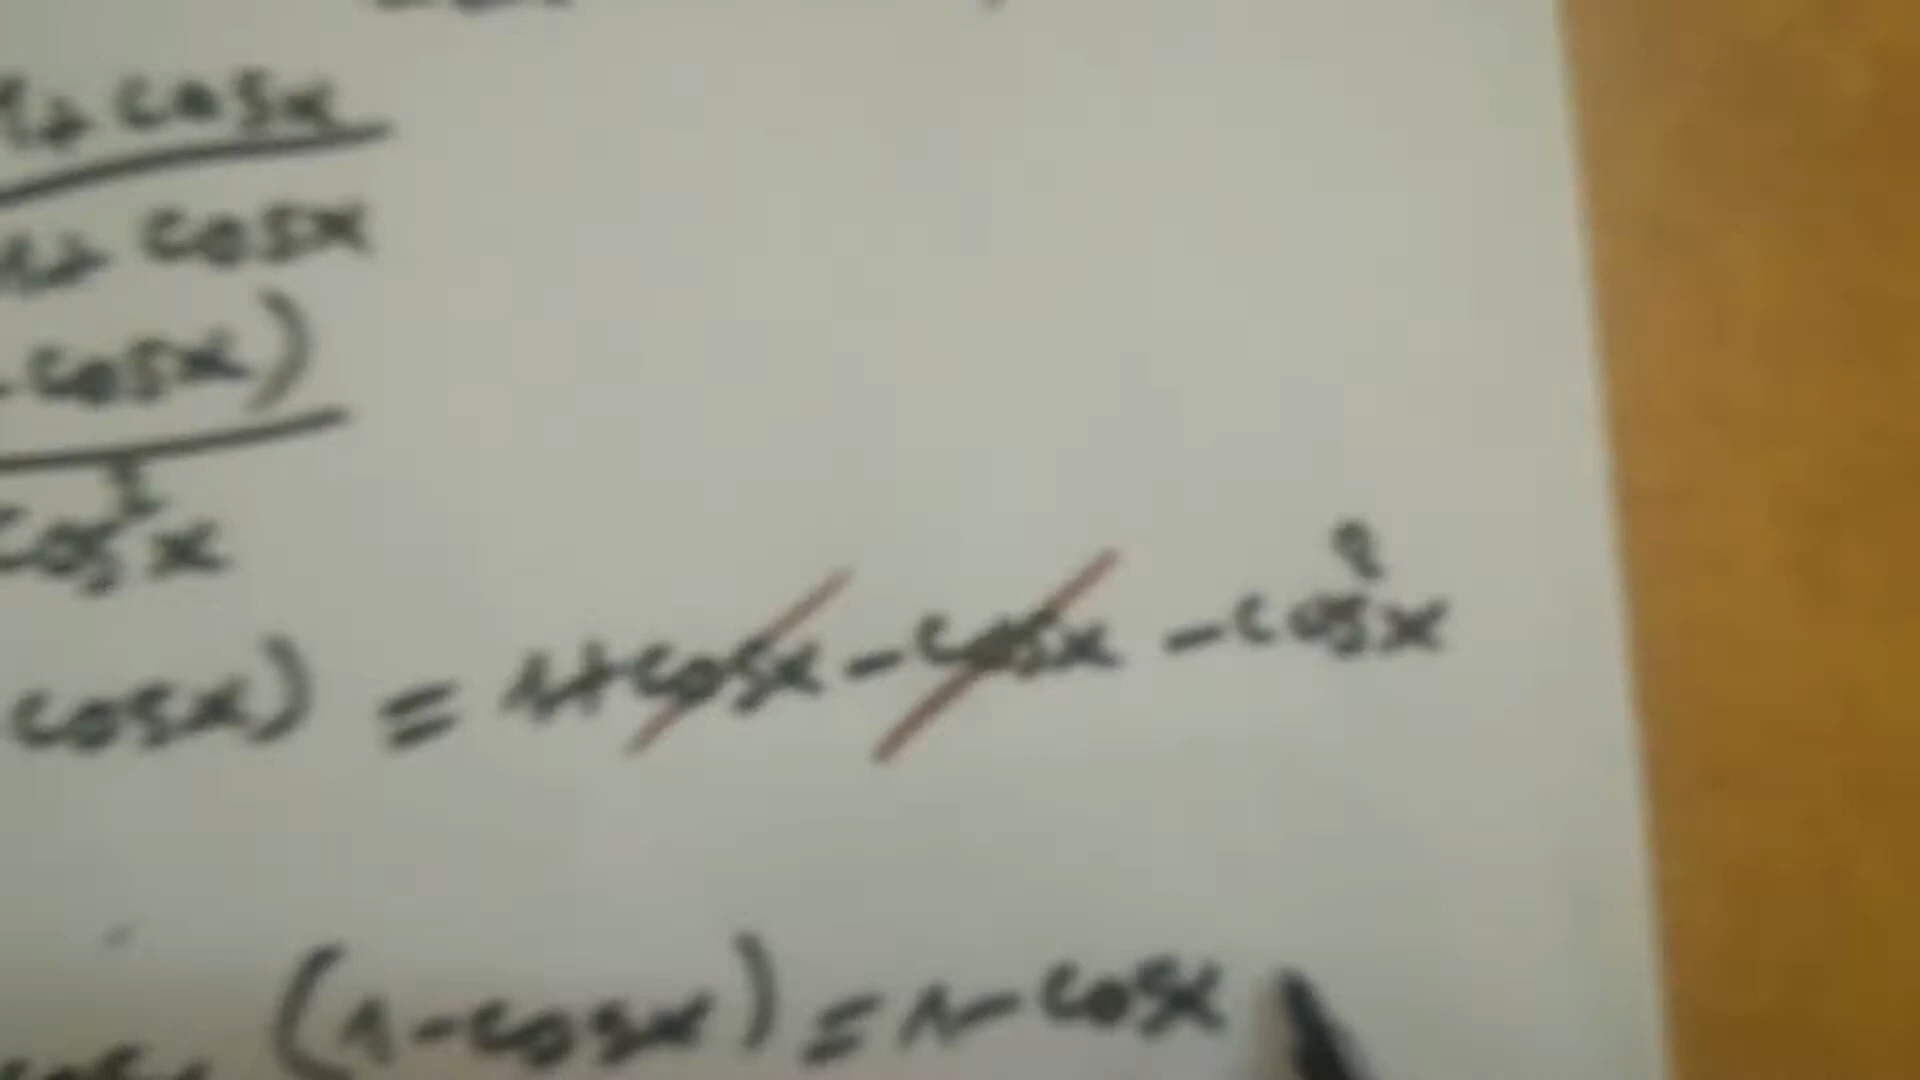 1+ cosx
1+ cosx
- cosx)
cos²x
cosx) = 1+cosx - cosx - cos²x
(1-cosx) = 1- cosx